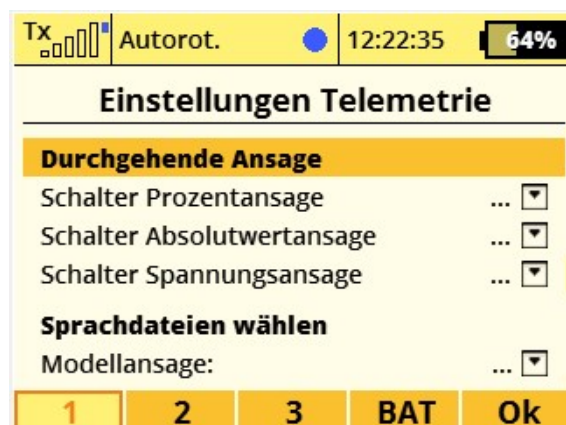 Tx Autorot. 12:22:35 64%
Einstellungen Telemetrie
Durchgehende Ansage
Schalter Prozentansage ...
Schalter Absolutwertansage ...
Schalter Spannungsansage ...
Sprachdateien wählen
Modellansage: ...
1 2 3 BAT Ok